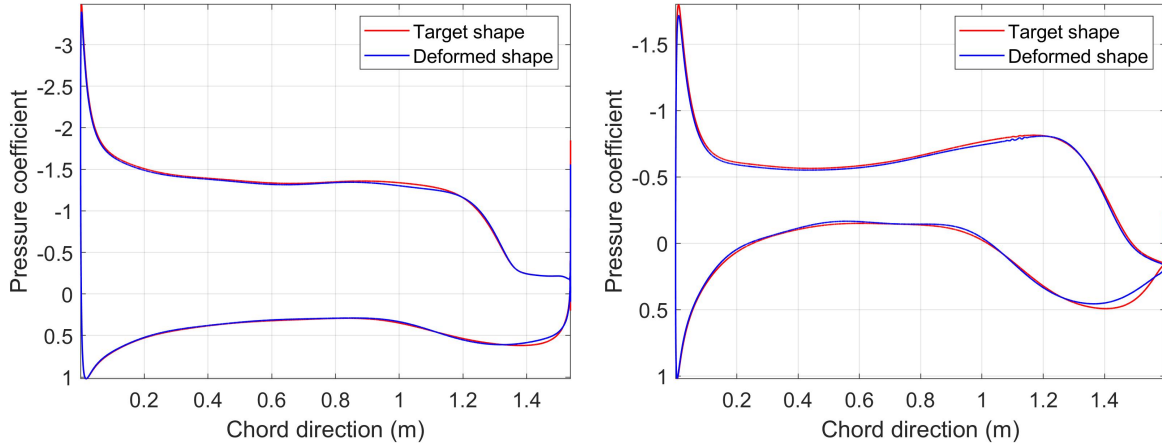 Target shape
Deformed shape
Pressure coefficient
-3
-2.5
-2
-1.5
-1
-0.5
0
0.5
1
0.2 0.4 0.6 0.8 1 1.2 1.4
Chord direction (m)
Target shape
Deformed shape
Pressure coefficient
-1.5
-1
-0.5
0
0.5
1
0.2 0.4 0.6 0.8 1 1.2 1.4
Chord direction (m)